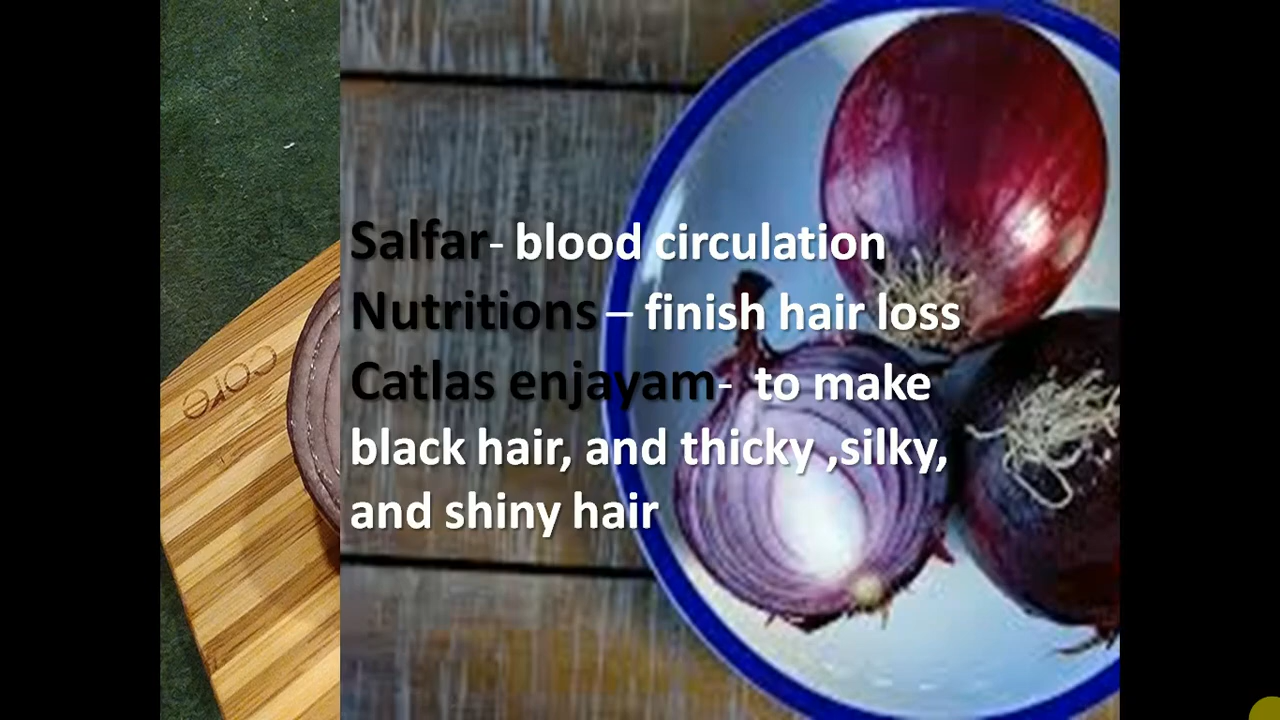 core
Salfar- blood circulation
Nutritions – finish hair loss
Catlas enjayam- to make
black hair, and thicky ,silky,
and shiny hair